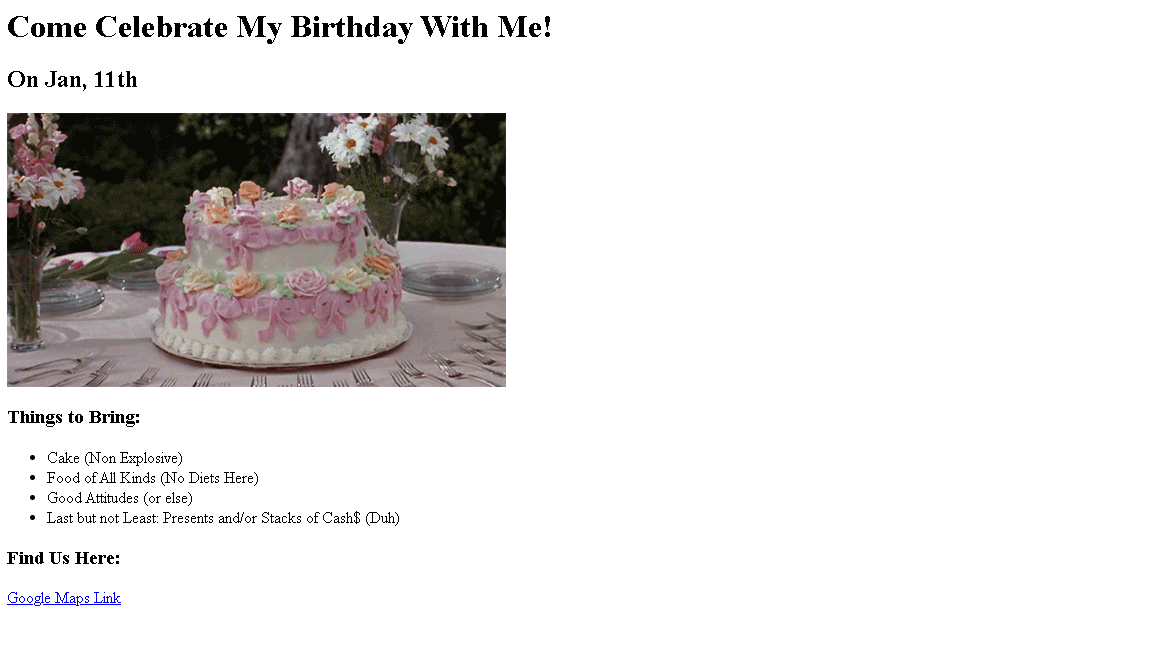 Come Celebrate My Birthday With Me!
On Jan, 11th
Things to Bring:
Cake (Non Explosive)
Food of All Kinds (No Diets Here)
Good Attitudes (or else)
Last but not Least: Presents and/or Stacks of Cash$ (Duh)
Find Us Here:
Google Maps Link